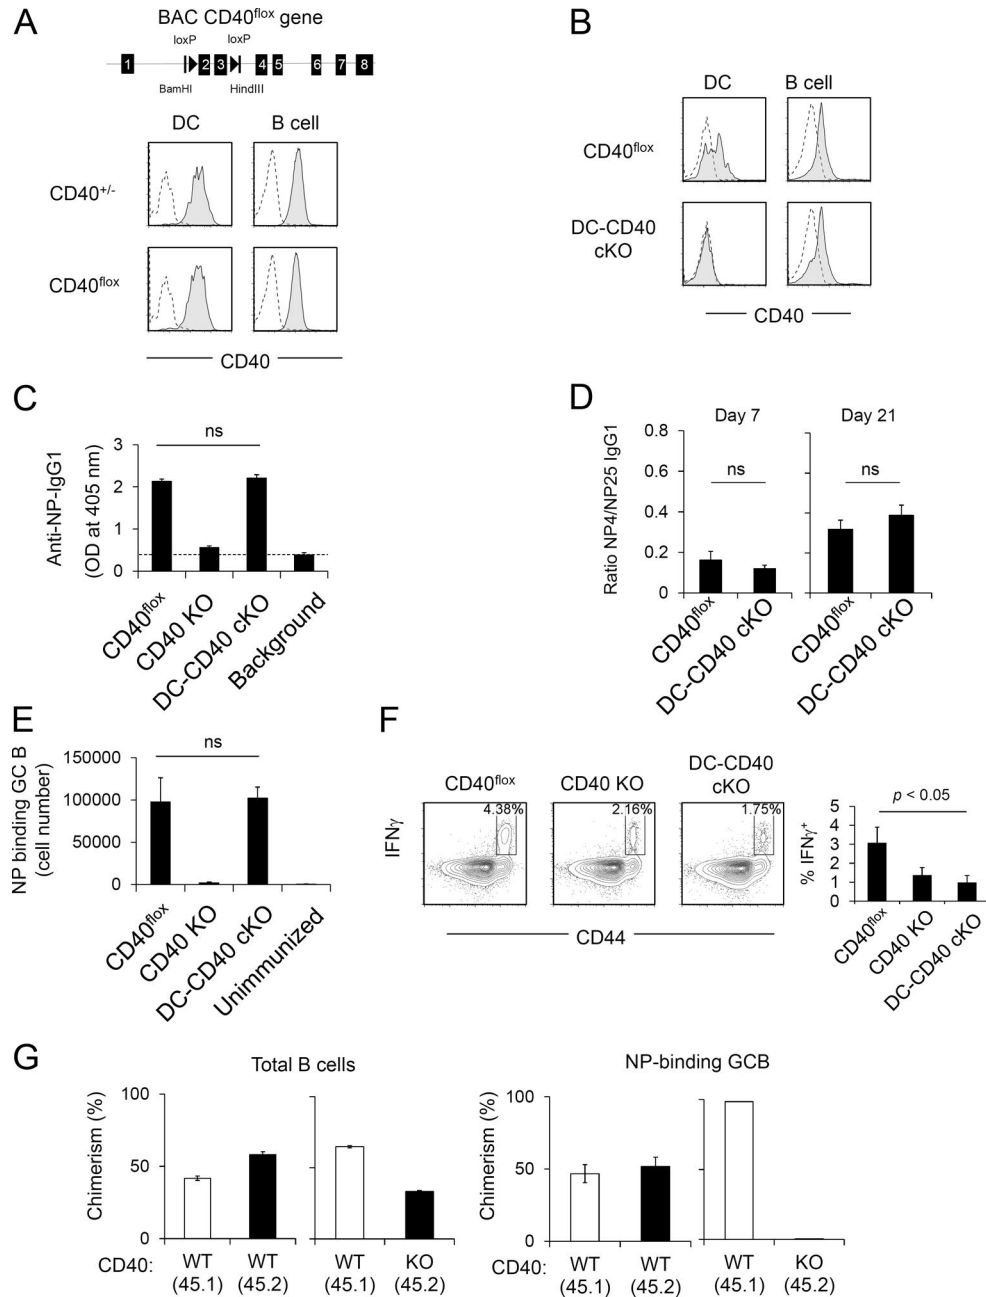 A
BAC CD40flox gene
loxP loxP
1 2 3 4 5 6 7 8
BamHI HindIII
DC B cell
CD40+/-
CD40flox
CD40
B
DC B cell
CD40flox
DC-CD40
cKO
CD40
C
Anti-NP-IgG1
(OD at 405 nm)
ns
3
2
1
0
CD40flox
CD40 KO
DC-CD40 cKO
Background
D
Ratio NP4/NP25 IgG1
Day 7 Day 21
0.8
0.6
0.4
0.2
0
ns ns
CD40flox
DC-CD40 cKO
CD40flox
DC-CD40 cKO
E
NP binding GC B
(cell number)
ns
150000
100000
50000
0
CD40flox
CD40 KO
DC-CD40 cKO
Unimmunized
F
CD40flox CD40 KO DC-CD40
cKO
4.38% 2.16% 1.75%
IFNγ
CD44
% IFNγ+
p < 0.05
5
4
3
2
1
0
CD40flox
CD40 KO
DC-CD40 cKO
G
Total B cells
Chimerism (%)
100
50
0
CD40: WT WT WT KO
(45.1) (45.2) (45.1) (45.2)
NP-binding GCB
Chimerism (%)
100
50
0
CD40: WT WT WT KO
(45.1) (45.2) (45.1) (45.2)